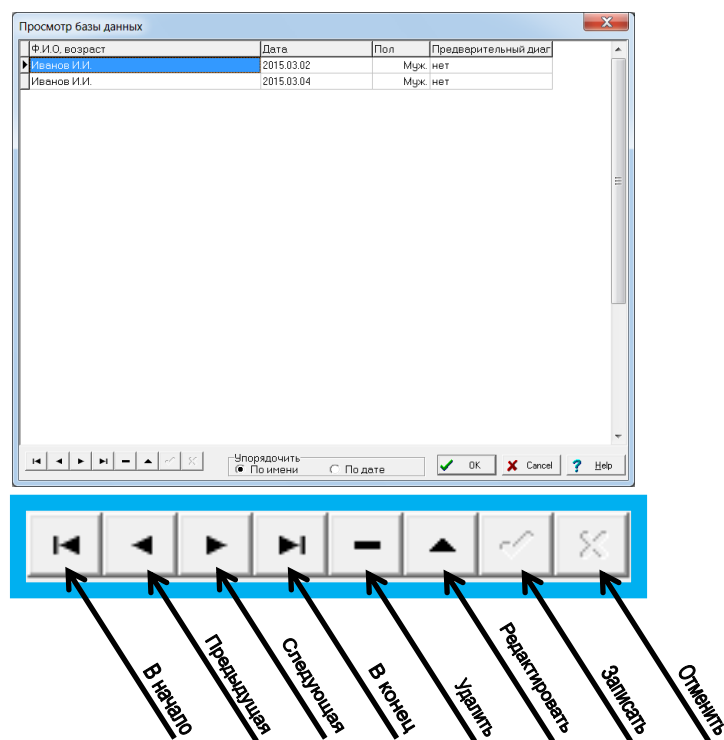 Просмотр базы данных
Ф.И.О, возраст Дата Пол Предварительный диаг
Иванов И.И. 2015.03.02 Муж. нет
Иванов И.И. 2015.03.04 Муж. нет
Упорядочить
По имени По дате OK Cancel ? Help
В начало Предыдущая Следующая В конец Удалить Редактировать Записать Отменить